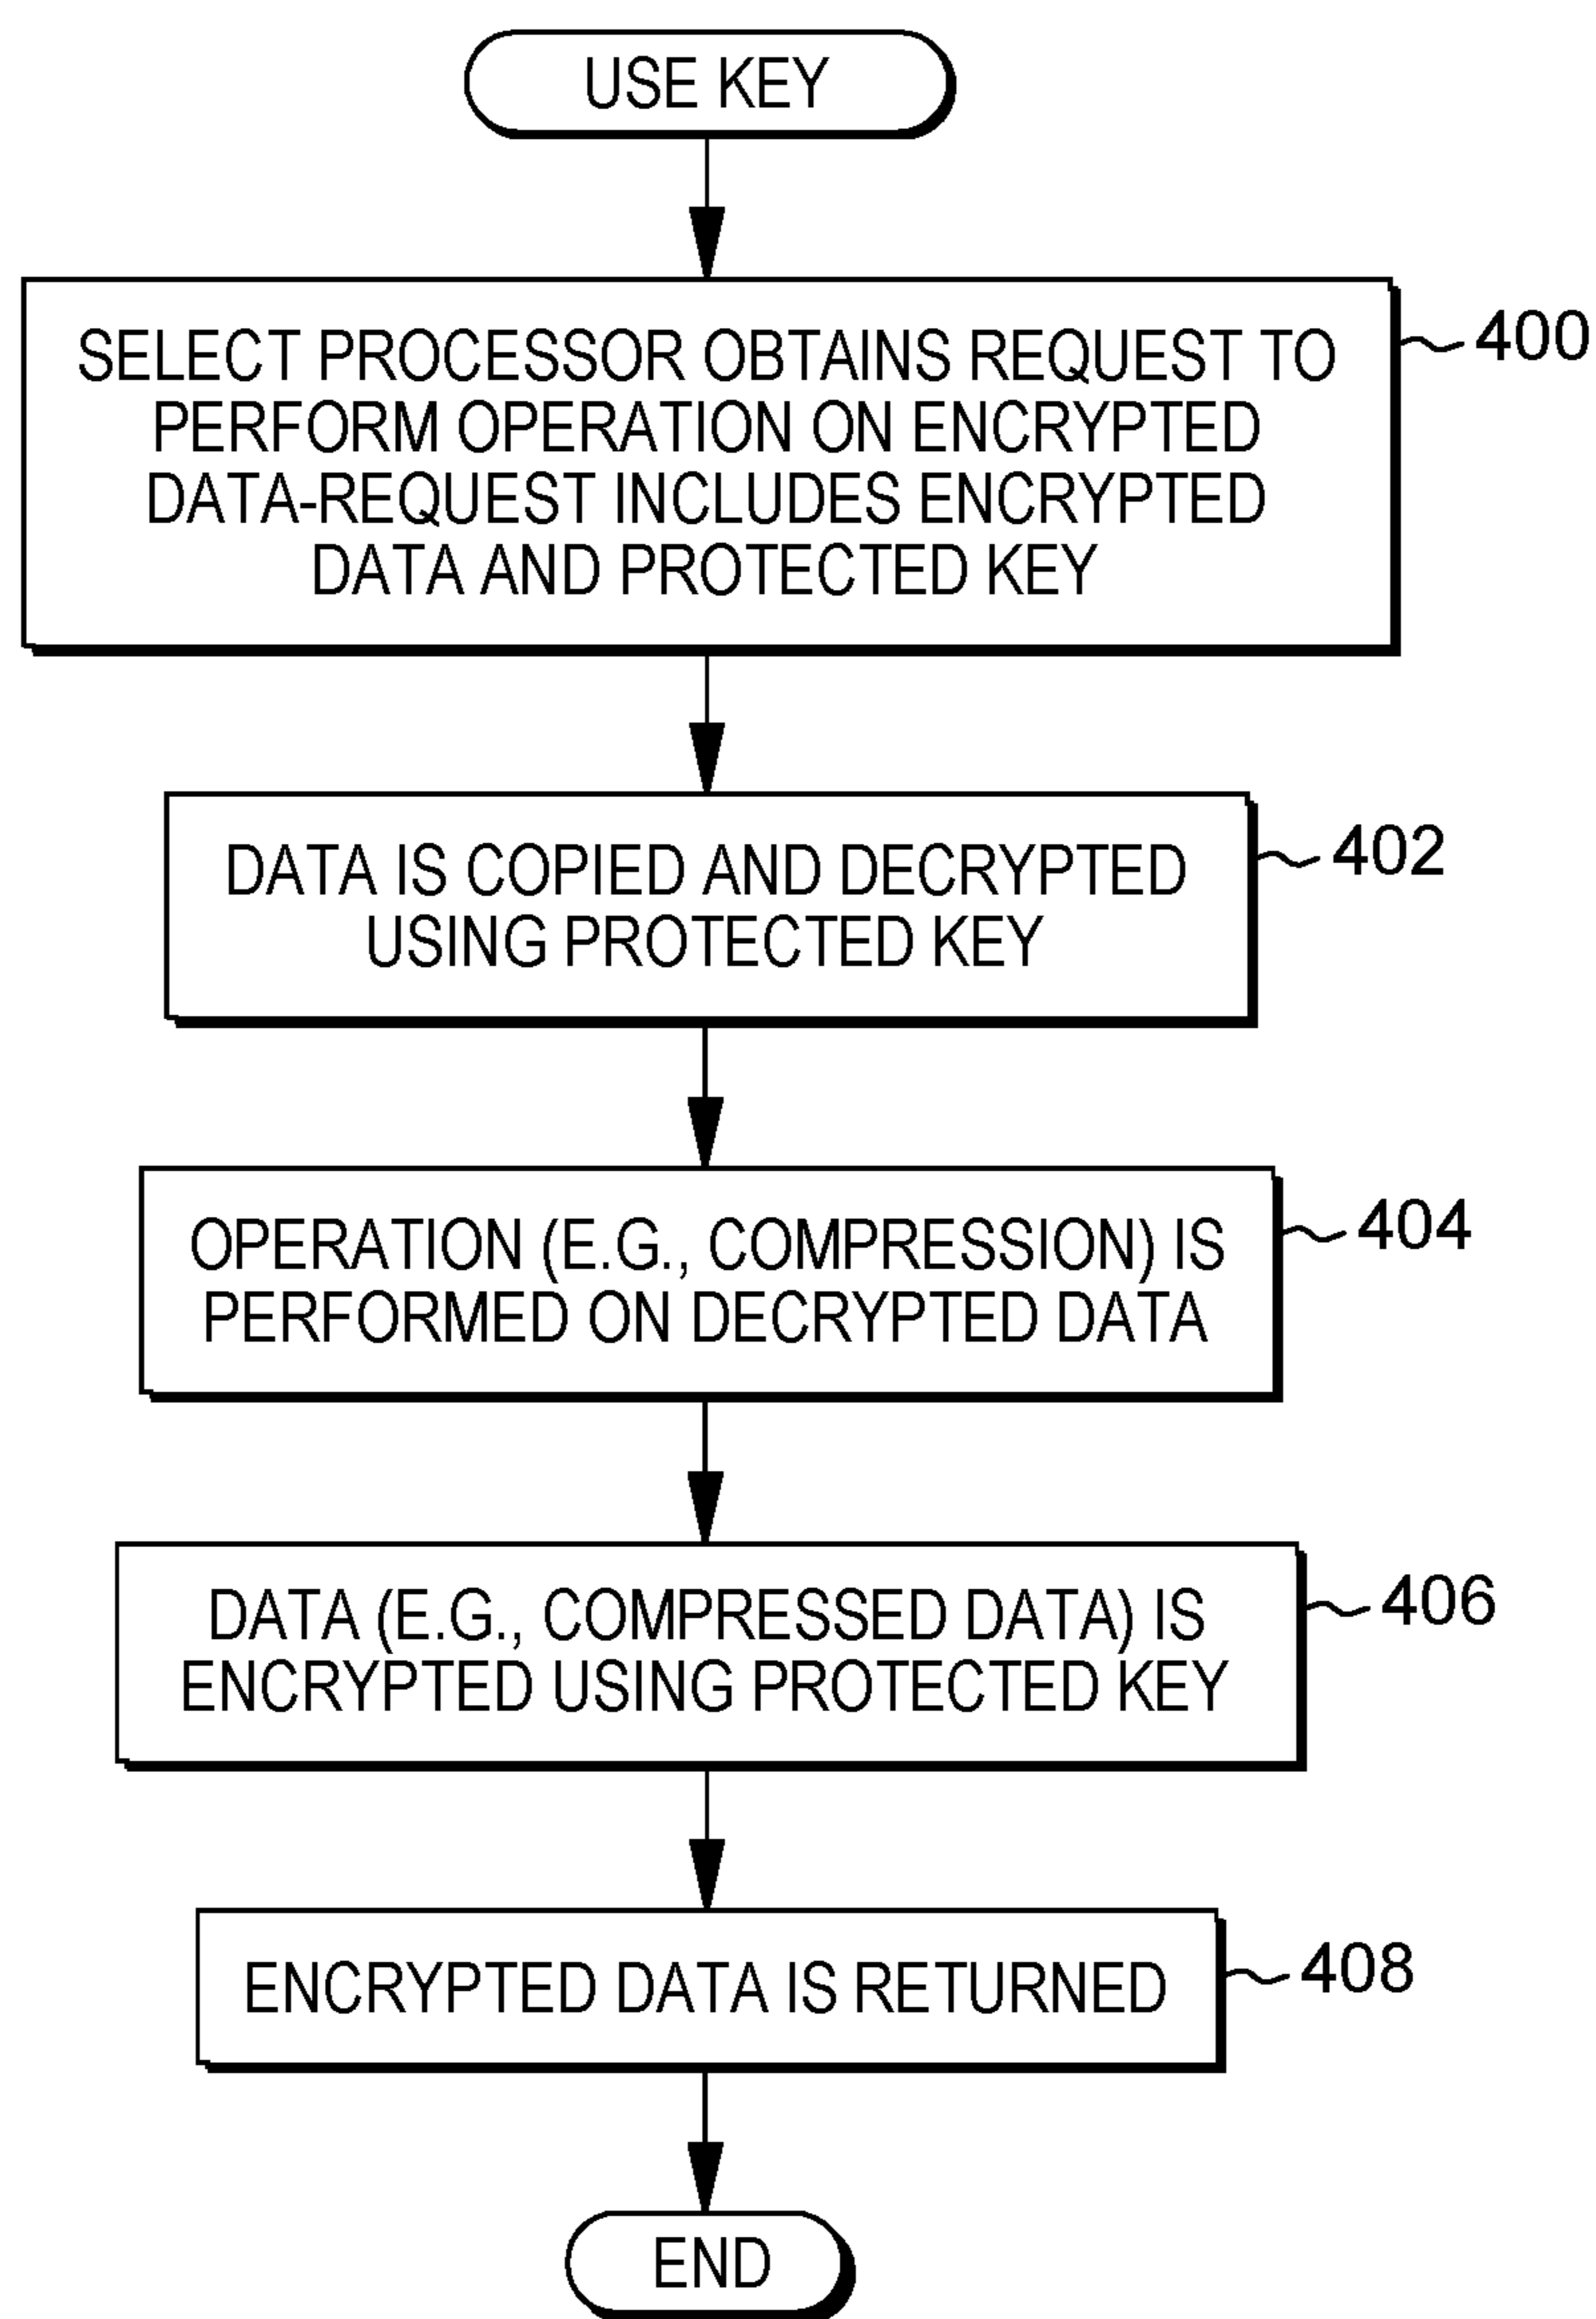 USE KEY
SELECT PROCESSOR OBTAINS REQUEST TO
PERFORM OPERATION ON ENCRYPTED
DATA-REQUEST INCLUDES ENCRYPTED
DATA AND PROTECTED KEY
400
DATA IS COPIED AND DECRYPTED
USING PROTECTED KEY
402
OPERATION (E.G., COMPRESSION) IS
PERFORMED ON DECRYPTED DATA
404
DATA (E.G., COMPRESSED DATA) IS
ENCRYPTED USING PROTECTED KEY
406
ENCRYPTED DATA IS RETURNED
408
END